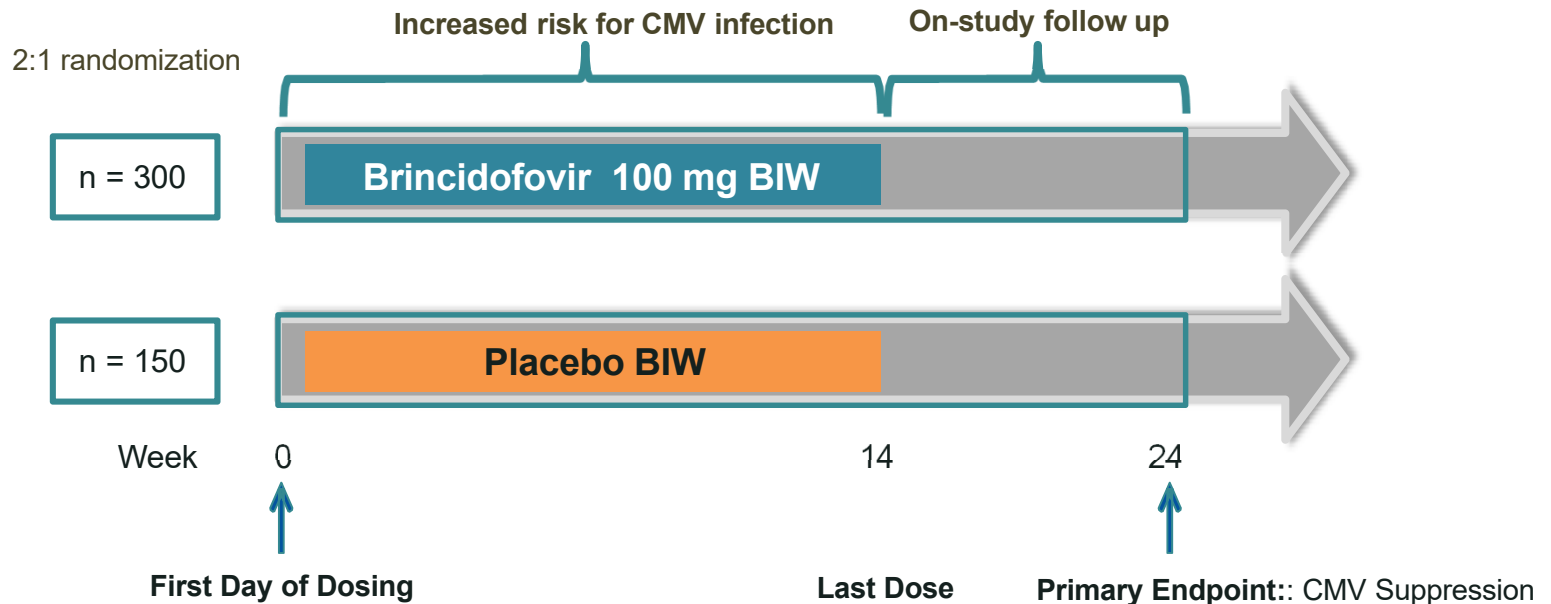 Increased risk for CMV infection
On-study follow up
2:1 randomization
n = 300
Brincidofovir 100 mg BIW
n = 150
Placebo BIW
Week 0 14 24
First Day of Dosing
Last Dose
Primary Endpoint:: CMV Suppression